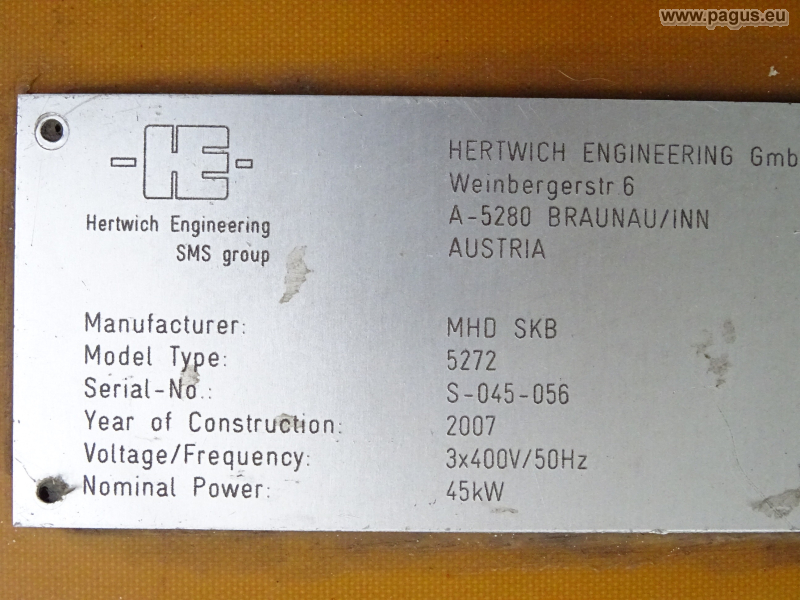 www.pagus.eu
HE
Hertwich Engineering
SMS group
HERTWICH ENGINEERING Gmb
Weinbergerstr.6
A-5280 BRAUNAU/INN
AUSTRIA
Manufacturer: MHD SKB
Model Type: 5272
Serial-No.: S-045-056
Year of Construction: 2007
Voltage/Frequency: 3x400V/50Hz
Nominal Power: 45kW